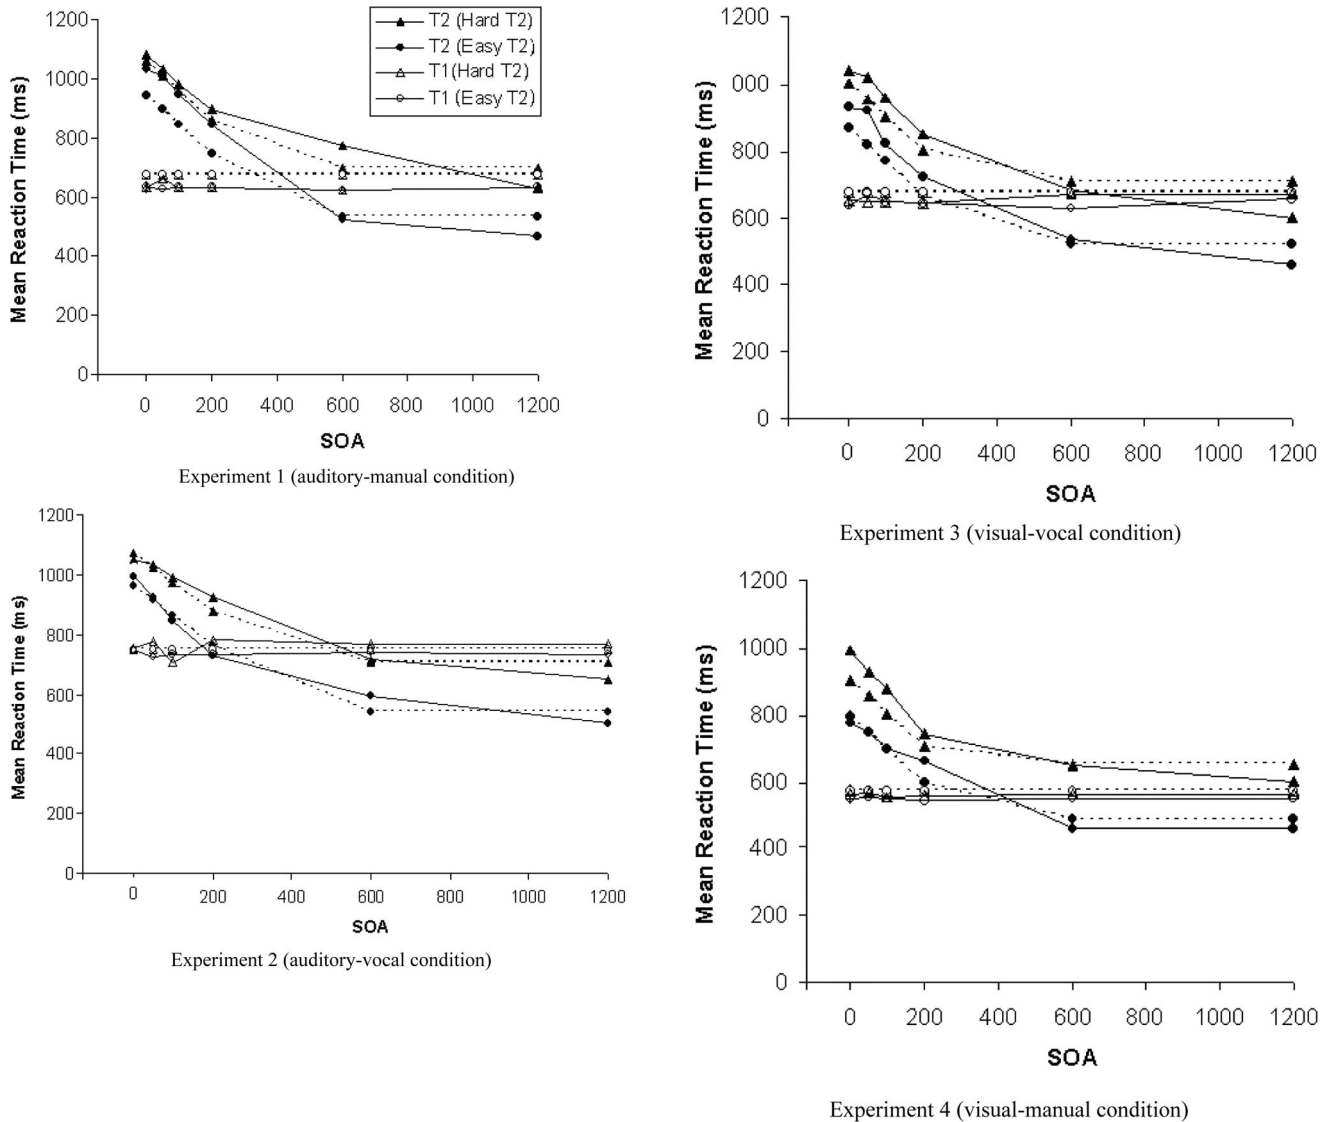 1200
1000
800
600
400
200
0
Mean Reaction Time (ms)
T2 (Hard T2)
T2 (Easy T2)
T1(Hard T2)
T1 (Easy T2)
0 200 400 600 800 1000 1200
SOA
Experiment 1 (auditory-manual condition)
1200
1000
800
600
400
200
0
Mean Reaction Time (ms)
0 200 400 600 800 1000 1200
SOA
Experiment 2 (auditory-vocal condition)
1200
000
800
600
400
200
0
Mean Reaction Time (ms)
0 200 400 600 800 1000 1200
SOA
Experiment 3 (visual-vocal condition)
1200
1000
800
600
400
200
0
Mean Reaction Time (ms)
0 200 400 600 800 1000 1200
SOA
Experiment 4 (visual-manual condition)